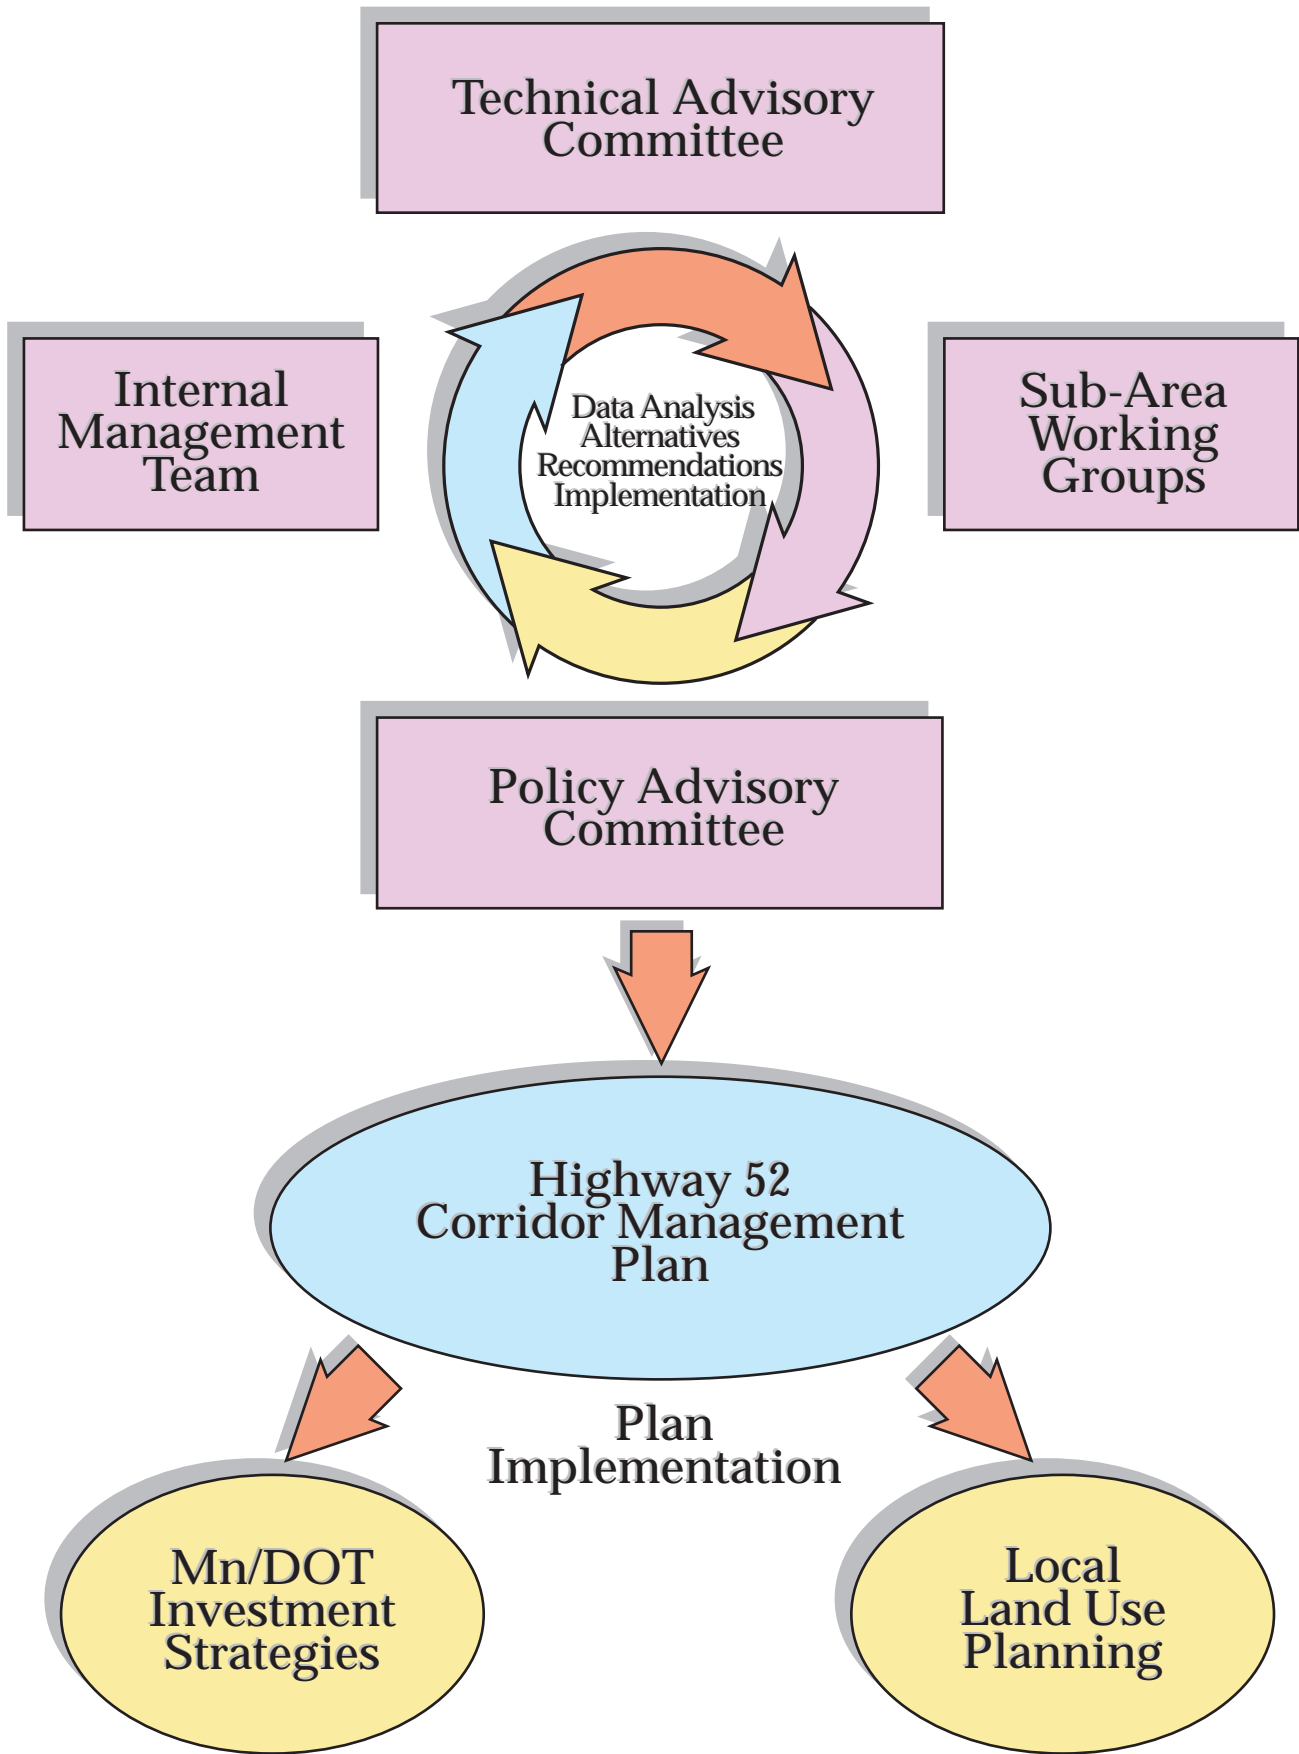 Technical Advisory
Committee
Internal
Management
Team
Data Analysis
Alternatives
Recommendations
Implementation
Sub-Area
Working
Groups
Policy Advisory
Committee
Highway 52
Corridor Management
Plan
Plan
Implementation
Mn/DOT
Investment
Strategies
Local
Land Use
Planning